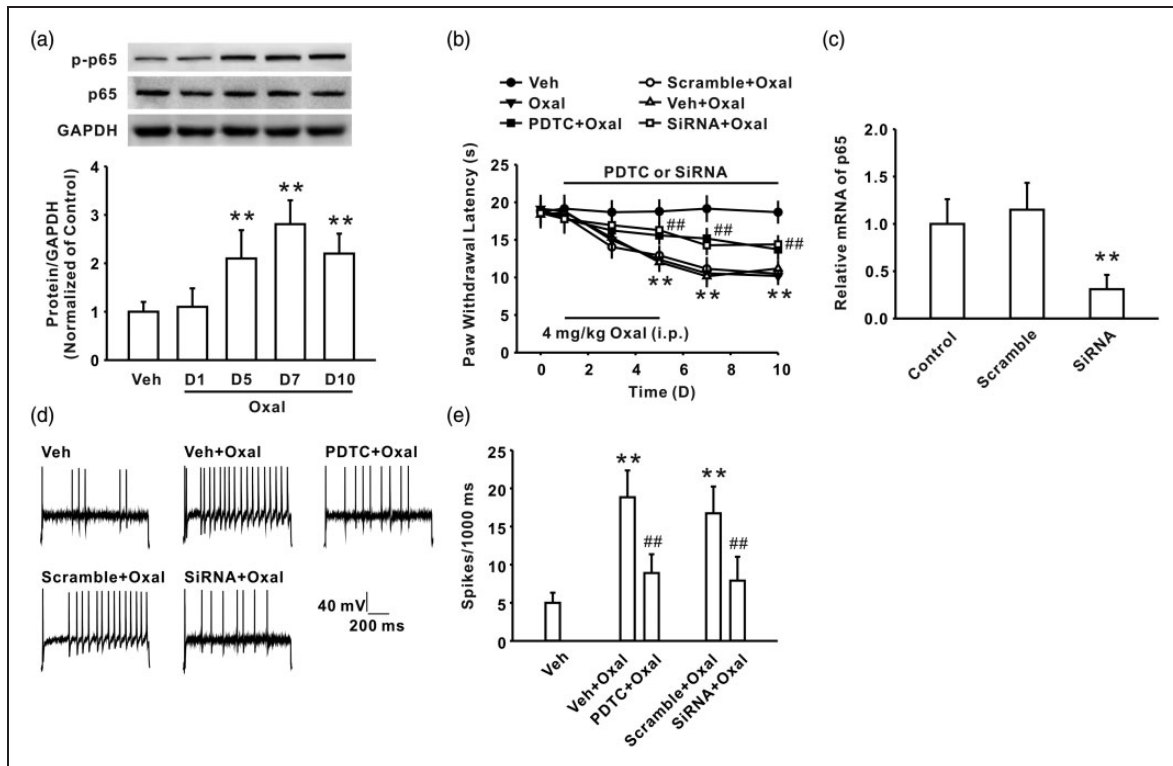 (a)
p-p65
p65
GAPDH
Protein/GAPDH
(Normalized of Control)
4
3
2
1
0
**
**
**
Veh
D1
D5
D7
D10
Oxal
(b)
Veh
Scramble+Oxal
Oxal
Veh+Oxal
PDTC+Oxal
SiRNA+Oxal
Paw Withdrawal Latency (s)
25
20
15
10
5
0
PDTC or SiRNA
##
##
##
**
**
**
4 mg/kg Oxal (i.p.)
0
2
4
6
8
10
Time (D)
(c)
Relative mRNA of p65
2.0
1.5
1.0
0.5
0.0
**
Control
Scramble
SiRNA
(d)
Veh
Veh+Oxal
PDTC+Oxal
Scramble+Oxal
SiRNA+Oxal
40 mV
200 ms
(e)
Spikes/1000 ms
25
20
15
10
5
0
**
##
**
##
Veh
Veh+Oxal
PDTC+Oxal
Scramble+Oxal
SiRNA+Oxal